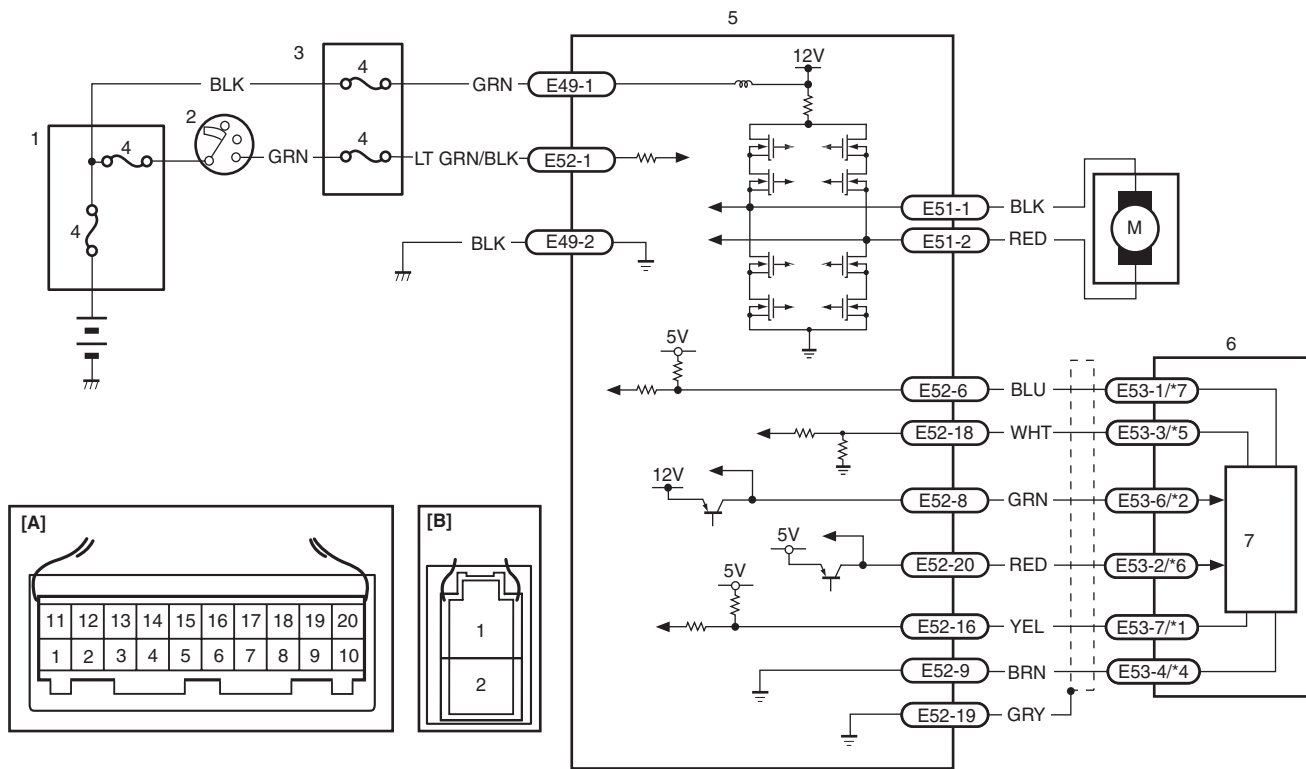 5
3
12V
4
BLK
GRN
E49-1
2
1
4
GRN
4
LT GRN/BLK
E52-1
E51-1
BLK
4
BLK
E49-2
E51-2
RED
M
5V
6
E52-6
BLU
E53-1/*7
E52-18
WHT
E53-3/*5
12V
E52-8
GRN
E53-6/*2
[A]
[B]
5V
7
E52-20
RED
E53-2/*6
5V
11 12 13 14 15 16 17 18 19 20
1
E52-16
YEL
E53-7/*1
1 2 3 4 5 6 7 8 9 10
2
E52-9
BRN
E53-4/*4
E52-19
GRY